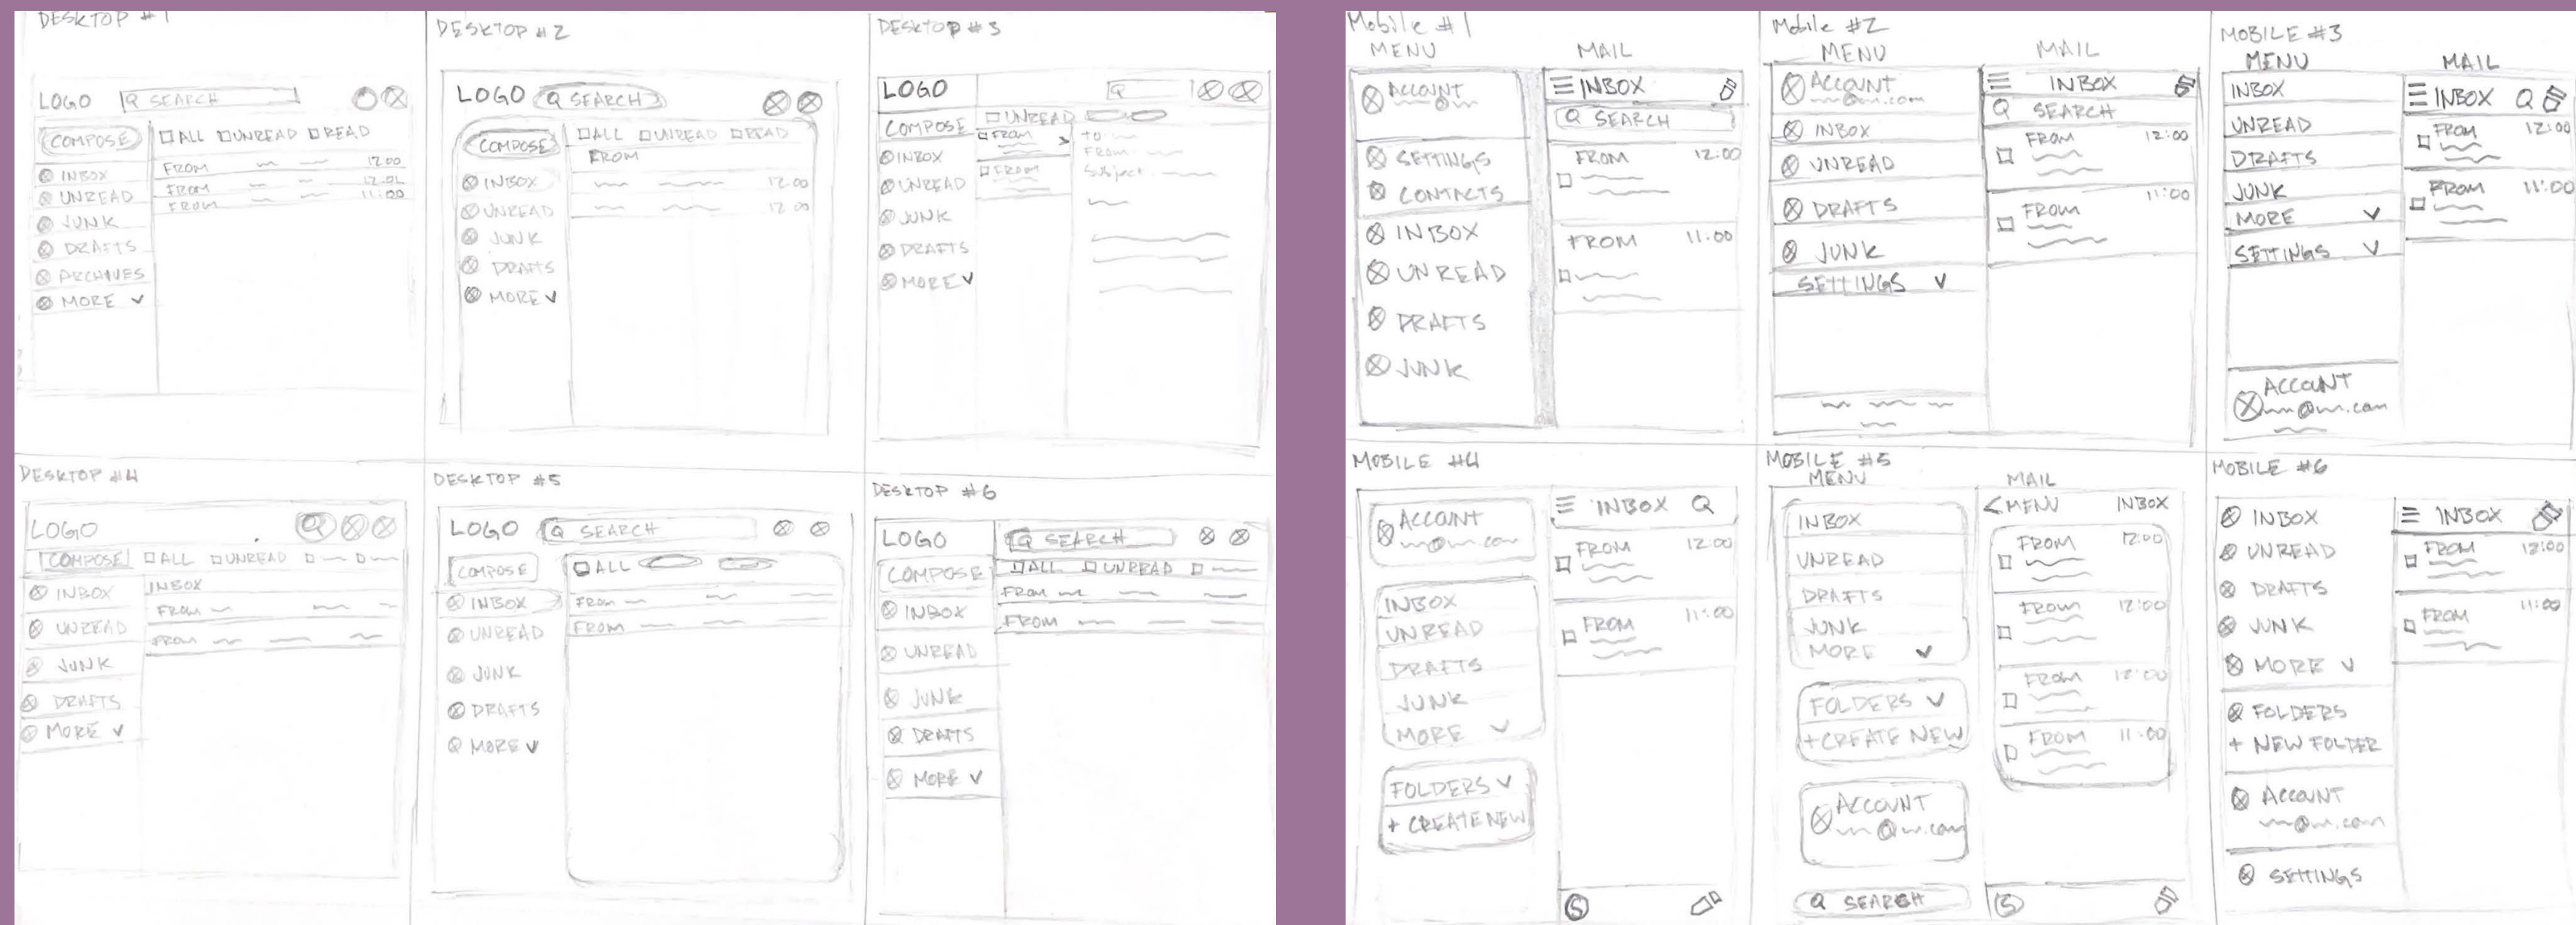 DESKTOP #1
LOGO SEARCH
COMPOSE ALL UNREAD READ
FROM 12:00
INBOX FROM
UNREAD FROM 11:00
JUNK
DRAFTS
ARCHIVES
MORE
DESKTOP #2
LOGO SEARCH
COMPOSE ALL UNREAD READ
FROM
INBOX 12:00
UNREAD 12:00
JUNK
DRAFTS
MORE
DESKTOP #3
LOGO
COMPOSE UNREAD
FROM TO:
INBOX From
UNREAD FROM Subject
JUNK
DRAFTS
MORE
DESKTOP #4
LOGO
COMPOSE ALL UNREAD
INBOX INBOX
FROM
UNREAD FROM
JUNK
DRAFTS
MORE
DESKTOP #5
LOGO SEARCH
COMPOSE ALL
INBOX FROM
UNREAD FROM
JUNK
DRAFTS
MORE
DESKTOP #6
LOGO SEARCH
COMPOSE ALL UNREAD
FROM
INBOX FROM
UNREAD
JUNK
DRAFTS
MORE
Mobile #1
MENU MAIL
ACCOUNT INBOX
SEARCH
SETTINGS FROM 12:00
CONTACTS
INBOX FROM 11:00
UNREAD
DRAFTS
JUNK
Mobile #2
MENU MAIL
ACCOUNT INBOX
@ .com SEARCH
INBOX FROM 12:00
UNREAD
DRAFTS FROM 11:00
JUNK
SETTINGS
MOBILE #3
MENU MAIL
INBOX INBOX
UNREAD FROM 12:00
DRAFTS
JUNK FROM 11:00
MORE
SETTINGS
ACCOUNT
@ .com
MOBILE #4
ACCOUNT INBOX
@ .com FROM 12:00
INBOX
UNREAD FROM 11:00
DRAFTS
JUNK
MORE
FOLDERS
+ CREATE NEW
S
MOBILE #5
MENU MAIL
INBOX <MENU INBOX
UNREAD FROM 12:00
DRAFTS
JUNK FROM 12:00
MORE
FOLDERS FROM 12:00
+CREATE NEW FROM 11:00
ACCOUNT
@ .com
SEARCH S
MOBILE #6
INBOX INBOX
UNREAD FROM 12:00
DRAFTS
JUNK FROM 11:00
MORE
FOLDERS
+ NEW FOLDER
ACCOUNT
@ .com
SETTINGS